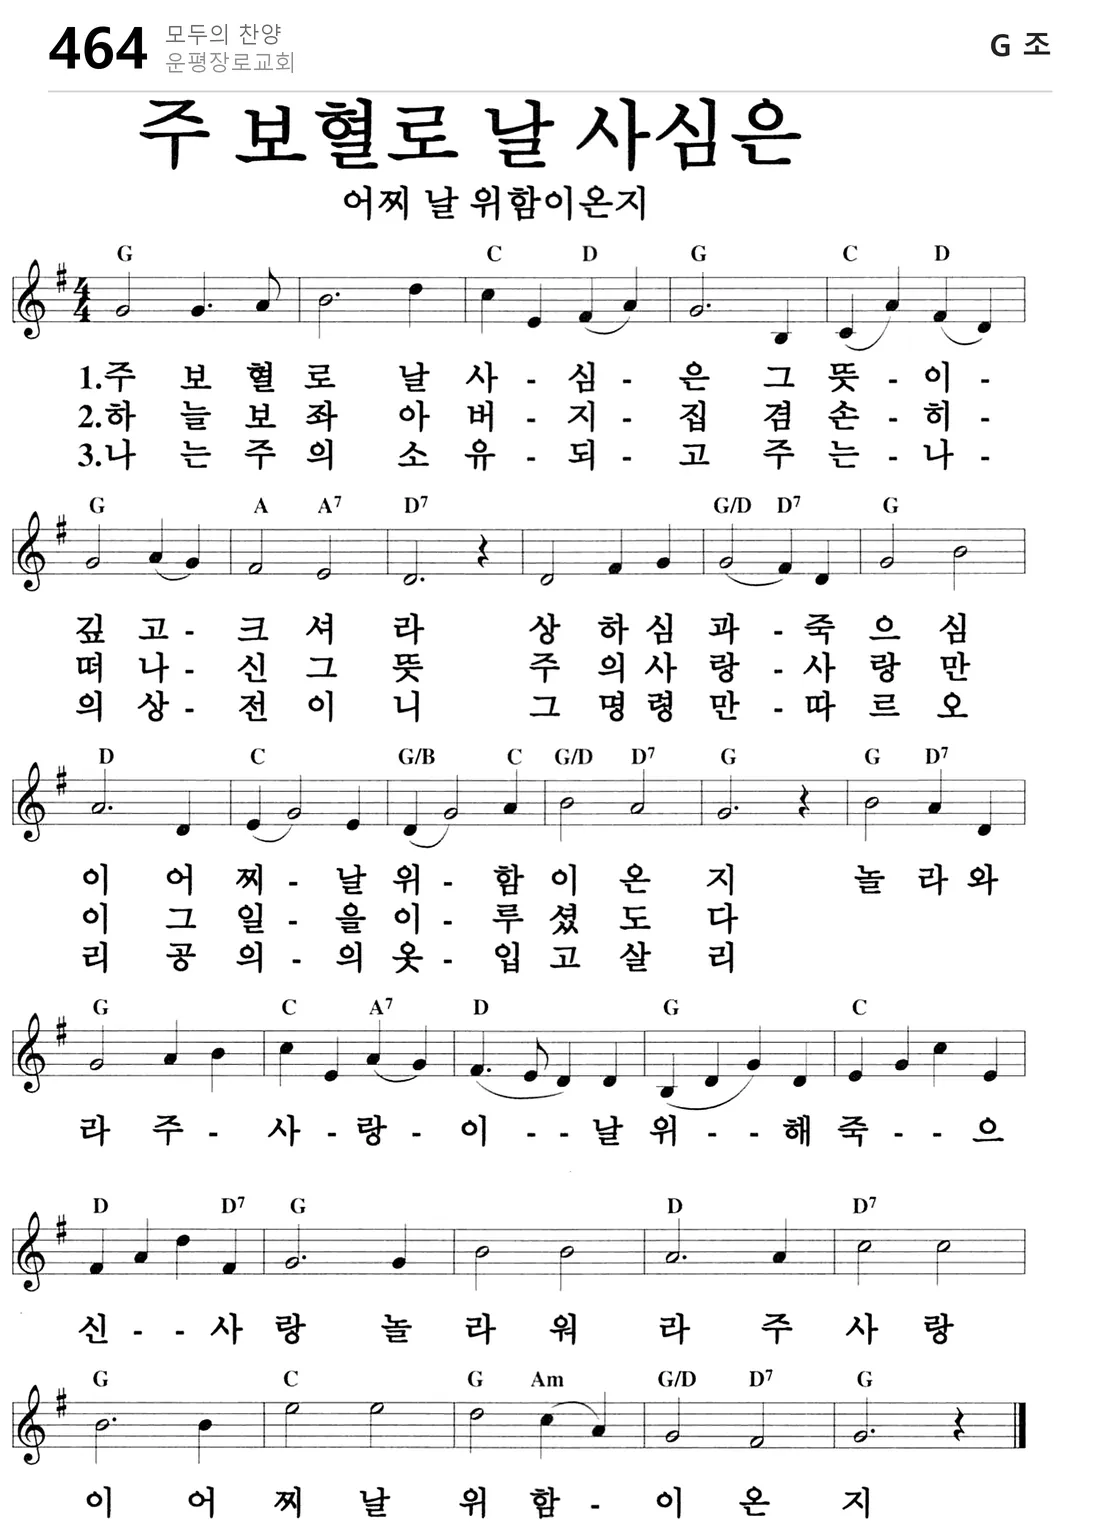 464 모두의 찬양
운평장로교회
G 조
주 보혈로 날 사심은
어찌 날 위함이온지
G C D G C D
1.주 보 혈 로 날 사 - 심 - 은 그 뜻 - 이 -
2.하 늘 보 좌 아 버 - 지 - 집 겸 손 - 히 -
3.나 는 주 의 소 유 - 되 - 고 주 는 - 나 -
G A A7 D7 G/D D7 G
깊 고 - 크 셔 라 상 하 심 과 - 죽 으 심
떠 나 - 신 그 뜻 주 의 사 랑 - 사 랑 만
의 상 - 전 이 니 그 명 령 만 - 따 르 오
D C G/B C G/D D7 G G D7
이 어 찌 - 날 위 - 함 이 온 지 놀 라 와
이 그 일 - 을 이 - 루 셨 도 다
리 공 의 - 의 옷 - 입 고 살 리
G C A7 D G C
라 주 - 사 - 랑 - 이 - - 날 위 - - 해 죽 - - 으
D D7 G D D7
신 - - 사 랑 놀 라 워 라 주 사 랑
G C G Am G/D D7 G
이 어 찌 날 위 함 - 이 온 지